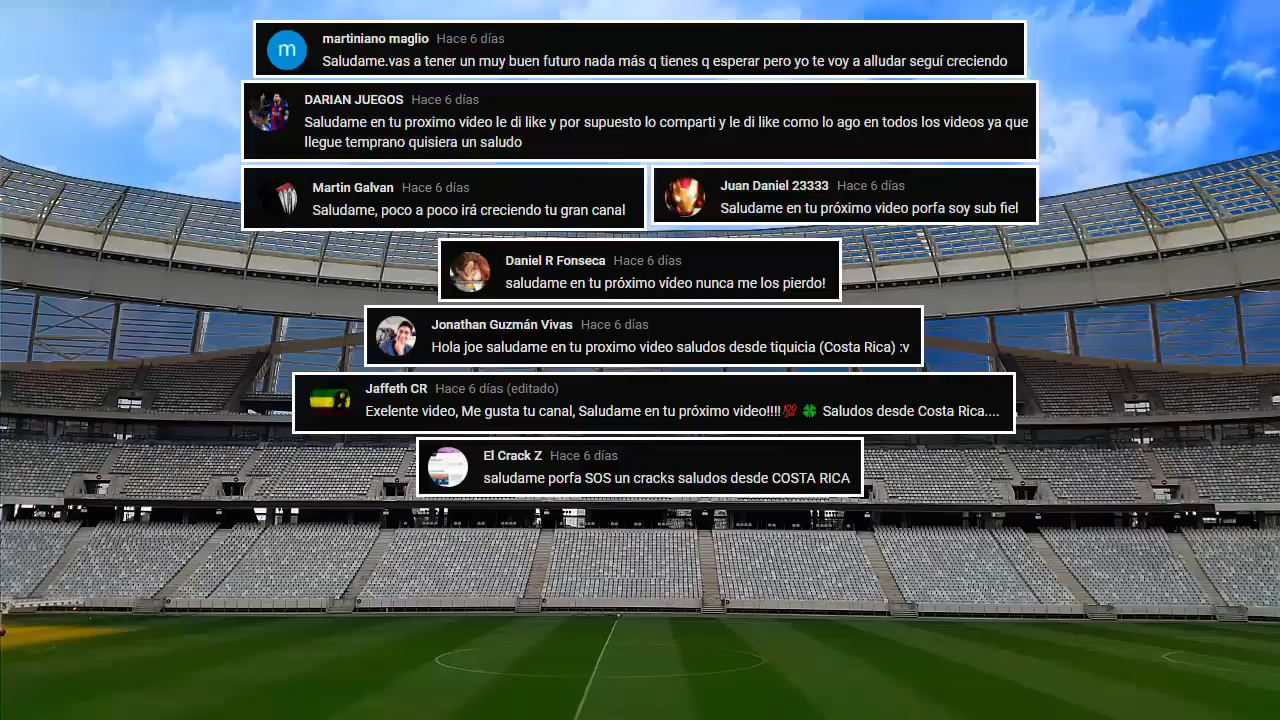 martiniano maglio Hace 6 días
Saludame.vas a tener un muy buen futuro nada más q tienes q esperar pero yo te voy a alludar seguí creciendo
DARIAN JUEGOS Hace 6 días
Saludame en tu proximo video le di like y por supuesto lo comparti y le di like como lo ago en todos los videos ya que
llegue temprano quisiera un saludo
Martin Galvan Hace 6 días
Saludame, poco a poco irá creciendo tu gran canal
Juan Daniel 23333 Hace 6 días
Saludame en tu próximo video porfa soy sub fiel
Daniel R Fonseca Hace 6 días
saludame en tu próximo vídeo nunca me los pierdo!
Jonathan Guzmán Vivas Hace 6 días
Hola joe saludame en tu proximo video saludos desde tiquicia (Costa Rica) :v
Jaffeth CR Hace 6 días (editado)
Exelente video, Me gusta tu canal, Saludame en tu próximo video!!!!💯 🍀 Saludos desde Costa Rica....
El Crack Z Hace 6 días
saludame porfa SOS un cracks saludos desde COSTA RICA